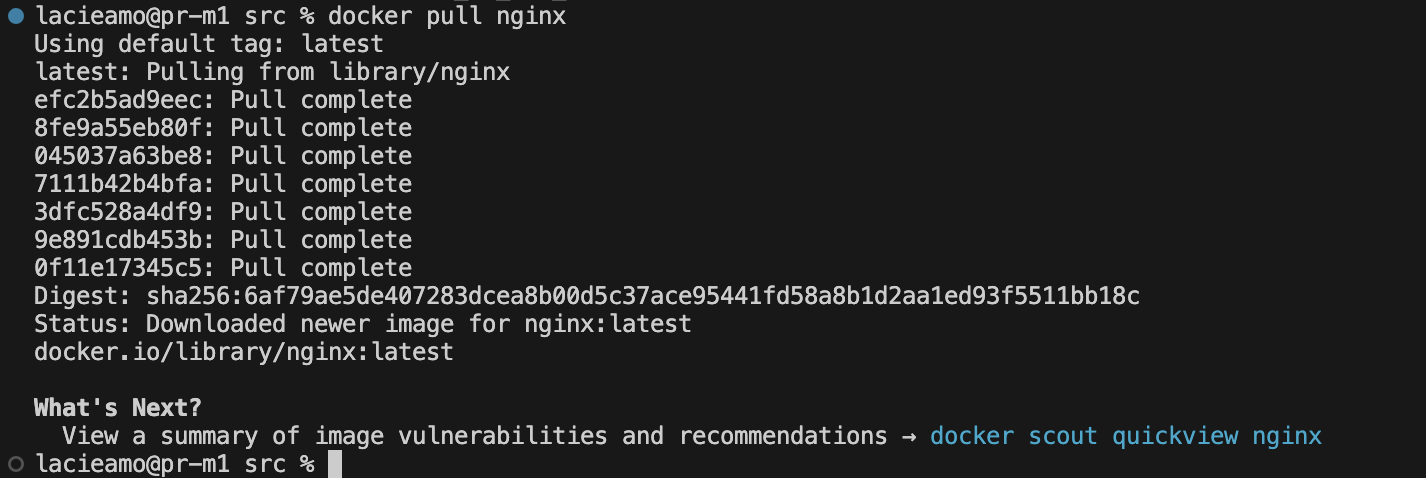 lacieamo@pr-m1 src % docker pull nginx
Using default tag: latest
latest: Pulling from library/nginx
efc2b5ad9eec: Pull complete
8fe9a55eb80f: Pull complete
045037a63be8: Pull complete
7111b42b4bfa: Pull complete
3dfc528a4df9: Pull complete
9e891cdb453b: Pull complete
0f11e17345c5: Pull complete
Digest: sha256:6af79ae5de407283dcea8b00d5c37ace95441fd58a8b1d2aa1ed93f5511bb18c
Status: Downloaded newer image for nginx:latest
docker.io/library/nginx:latest
What's Next?
View a summary of image vulnerabilities and recommendations → docker scout quickview nginx
lacieamo@pr-m1 src %